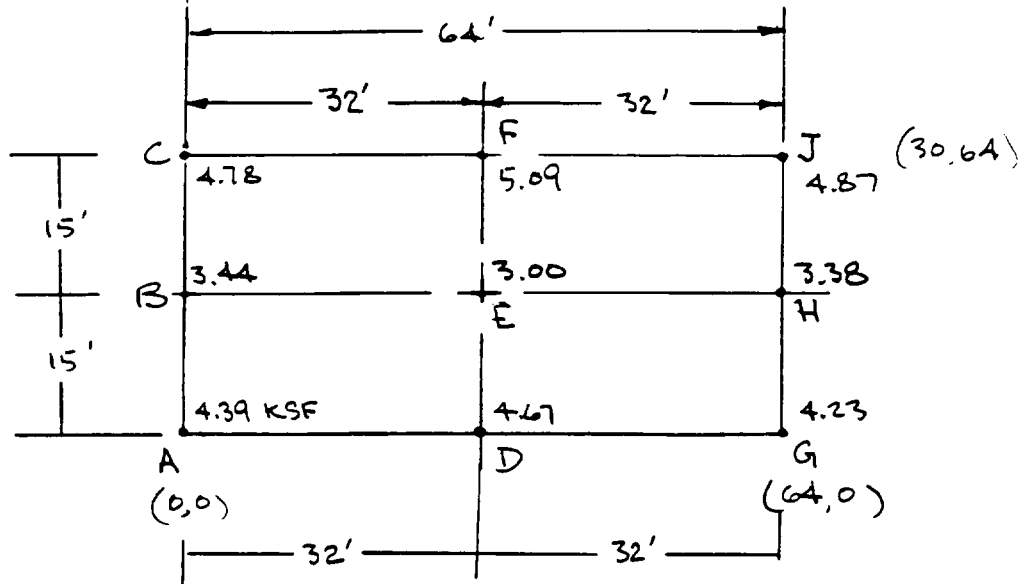 64'
32' 32'
C F J (30,64)
4.78 5.09 4.87
15'
B 3.44 3.00 3.38
E H
15'
4.39 KSF 4.67 4.23
A D G
(0,0) (64,0)
32' 32'